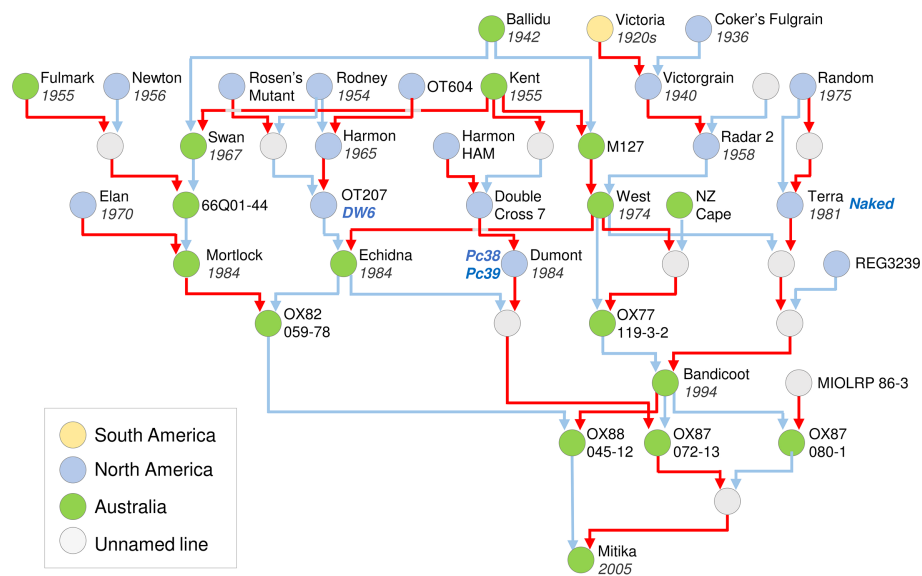 Ballidu
1942
Victoria
1920s
Coker's Fulgrain
1936
Fulmark
1955
Newton
1956
Rosen's
Mutant
Rodney
1954
OT604
Kent
1955
Victorgrain
1940
Random
1975
Swan
1967
Harmon
1965
Harmon
HAM
M127
Radar 2
1958
Elan
1970
66Q01-44
OT207
DW6
Double
Cross 7
West
1974
NZ
Cape
Terra
1981
Naked
Mortlock
1984
Echidna
1984
Pc38
Pc39
Dumont
1984
REG3239
OX82
059-78
OX77
119-3-2
Bandicoot
1994
MIOLRP 86-3
OX88
045-12
OX87
072-13
OX87
080-1
South America
North America
Australia
Unnamed line
Mitika
2005